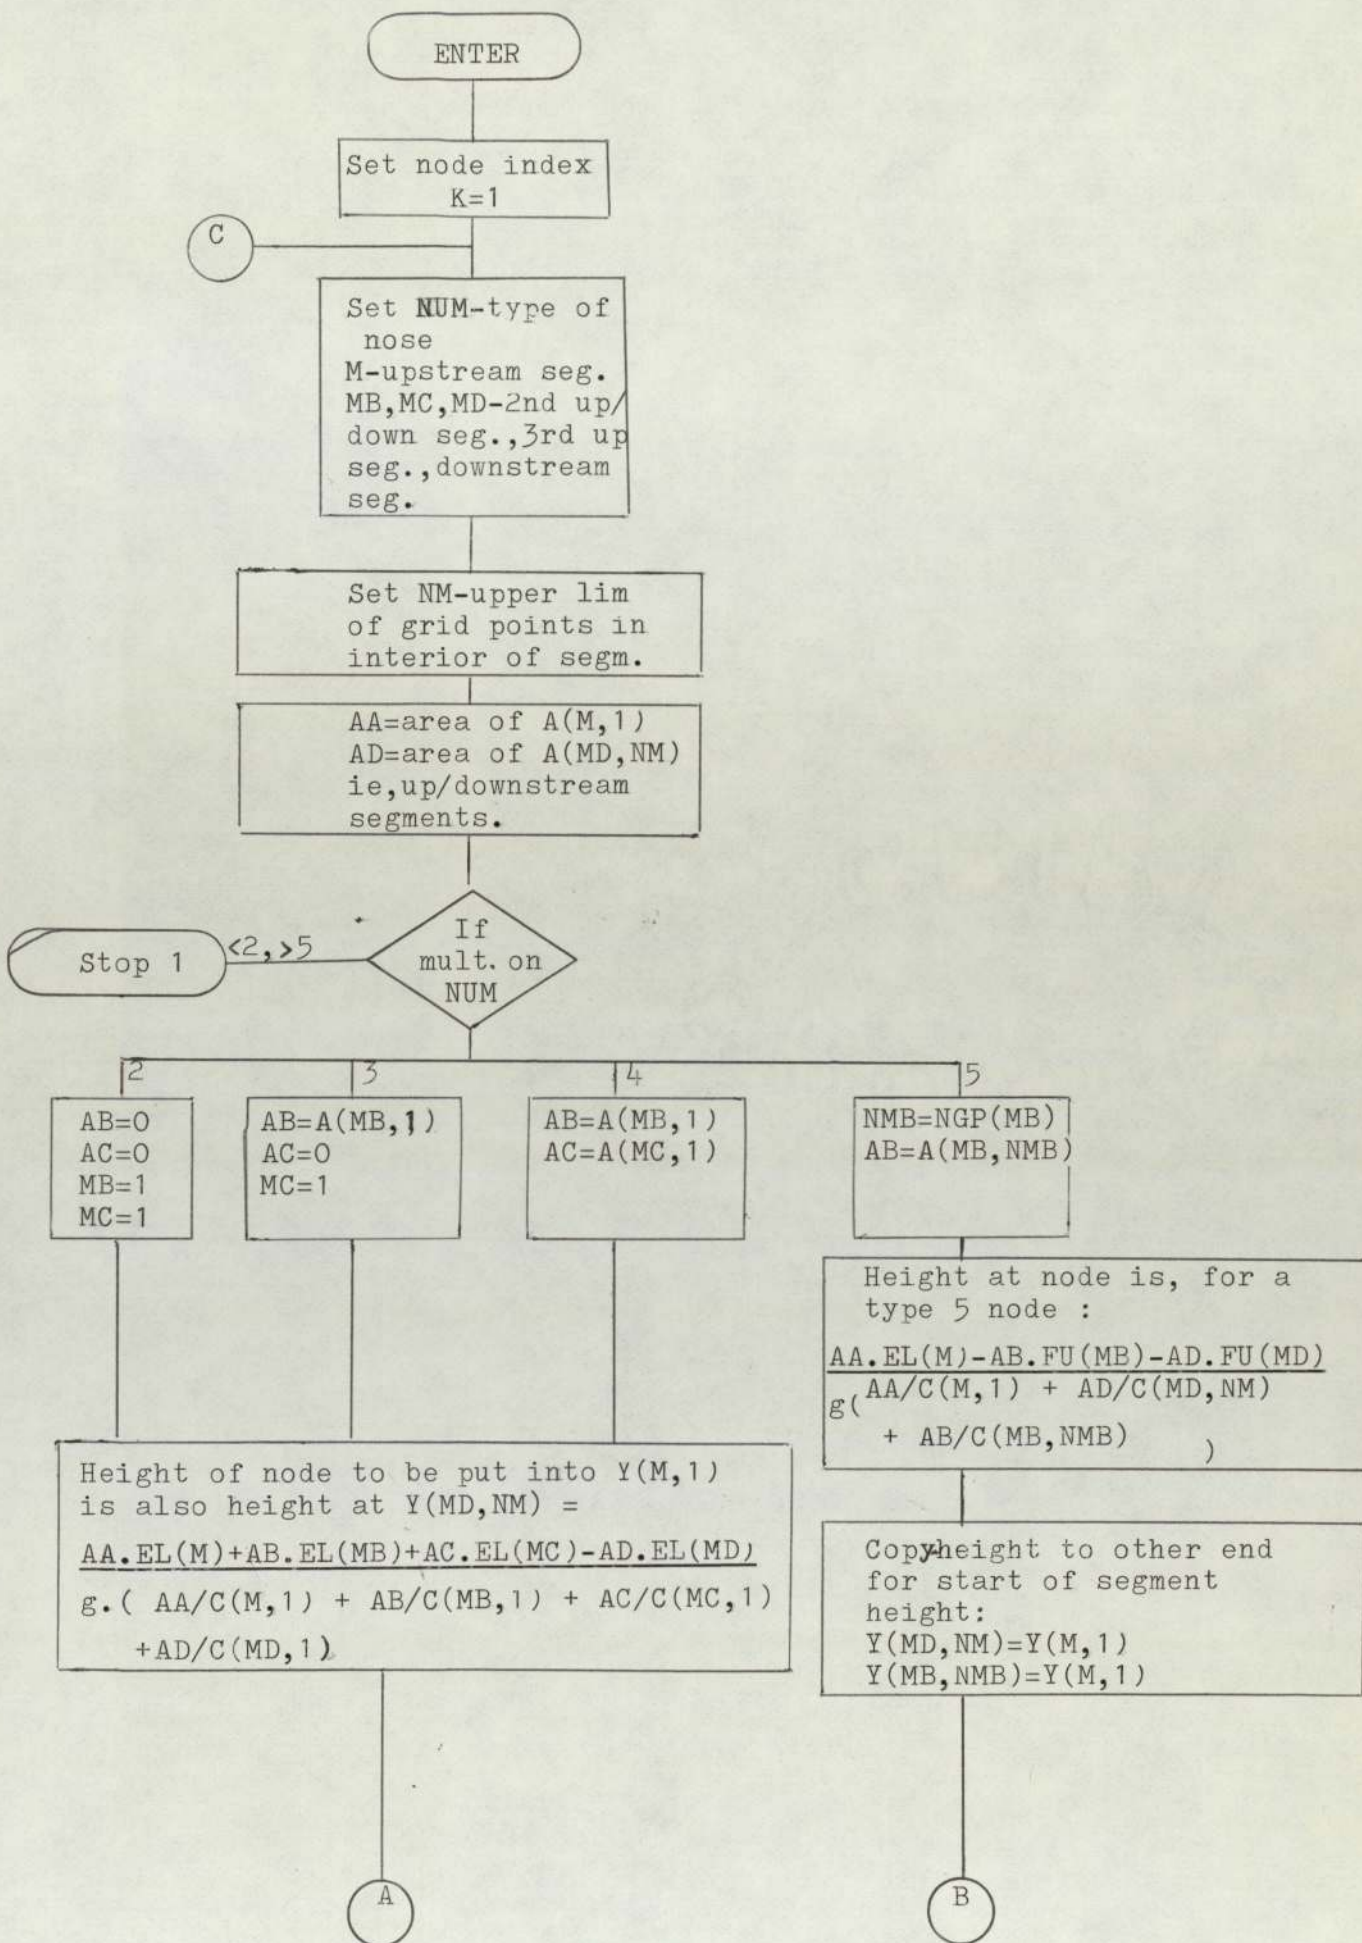 ENTER
Set node index
K=1
C
Set NUM-type of
nose
M-upstream seg.
MB,MC,MD-2nd up/
down seg.,3rd up
seg.,downstream
seg.
Set NM-upper lim
of grid points in
interior of segm.
AA=area of A(M,1)
AD=area of A(MD,NM)
ie,up/downstream
segments.
If
mult. on
NUM
<2,>5
Stop 1
2
3
4
5
AB=0
AC=0
MB=1
MC=1
AB=A(MB,1)
AC=0
MC=1
AB=A(MB,1)
AC=A(MC,1)
NMB=NGP(MB)
AB=A(MB,NMB)
Height at node is, for a
type 5 node :
AA.EL(M)-AB.FU(MB)-AD.FU(MD)
g( AA/C(M,1) + AD/C(MD,NM)
+ AB/C(MB,NMB) )
Height of node to be put into Y(M,1)
is also height at Y(MD,NM) =
AA.EL(M)+AB.EL(MB)+AC.EL(MC)-AD.EL(MD)
g.( AA/C(M,1) + AB/C(MB,1) + AC/C(MC,1)
+AD/C(MD,1)
Copy height to other end
for start of segment
height:
Y(MD,NM)=Y(M,1)
Y(MB,NMB)=Y(M,1)
A
B